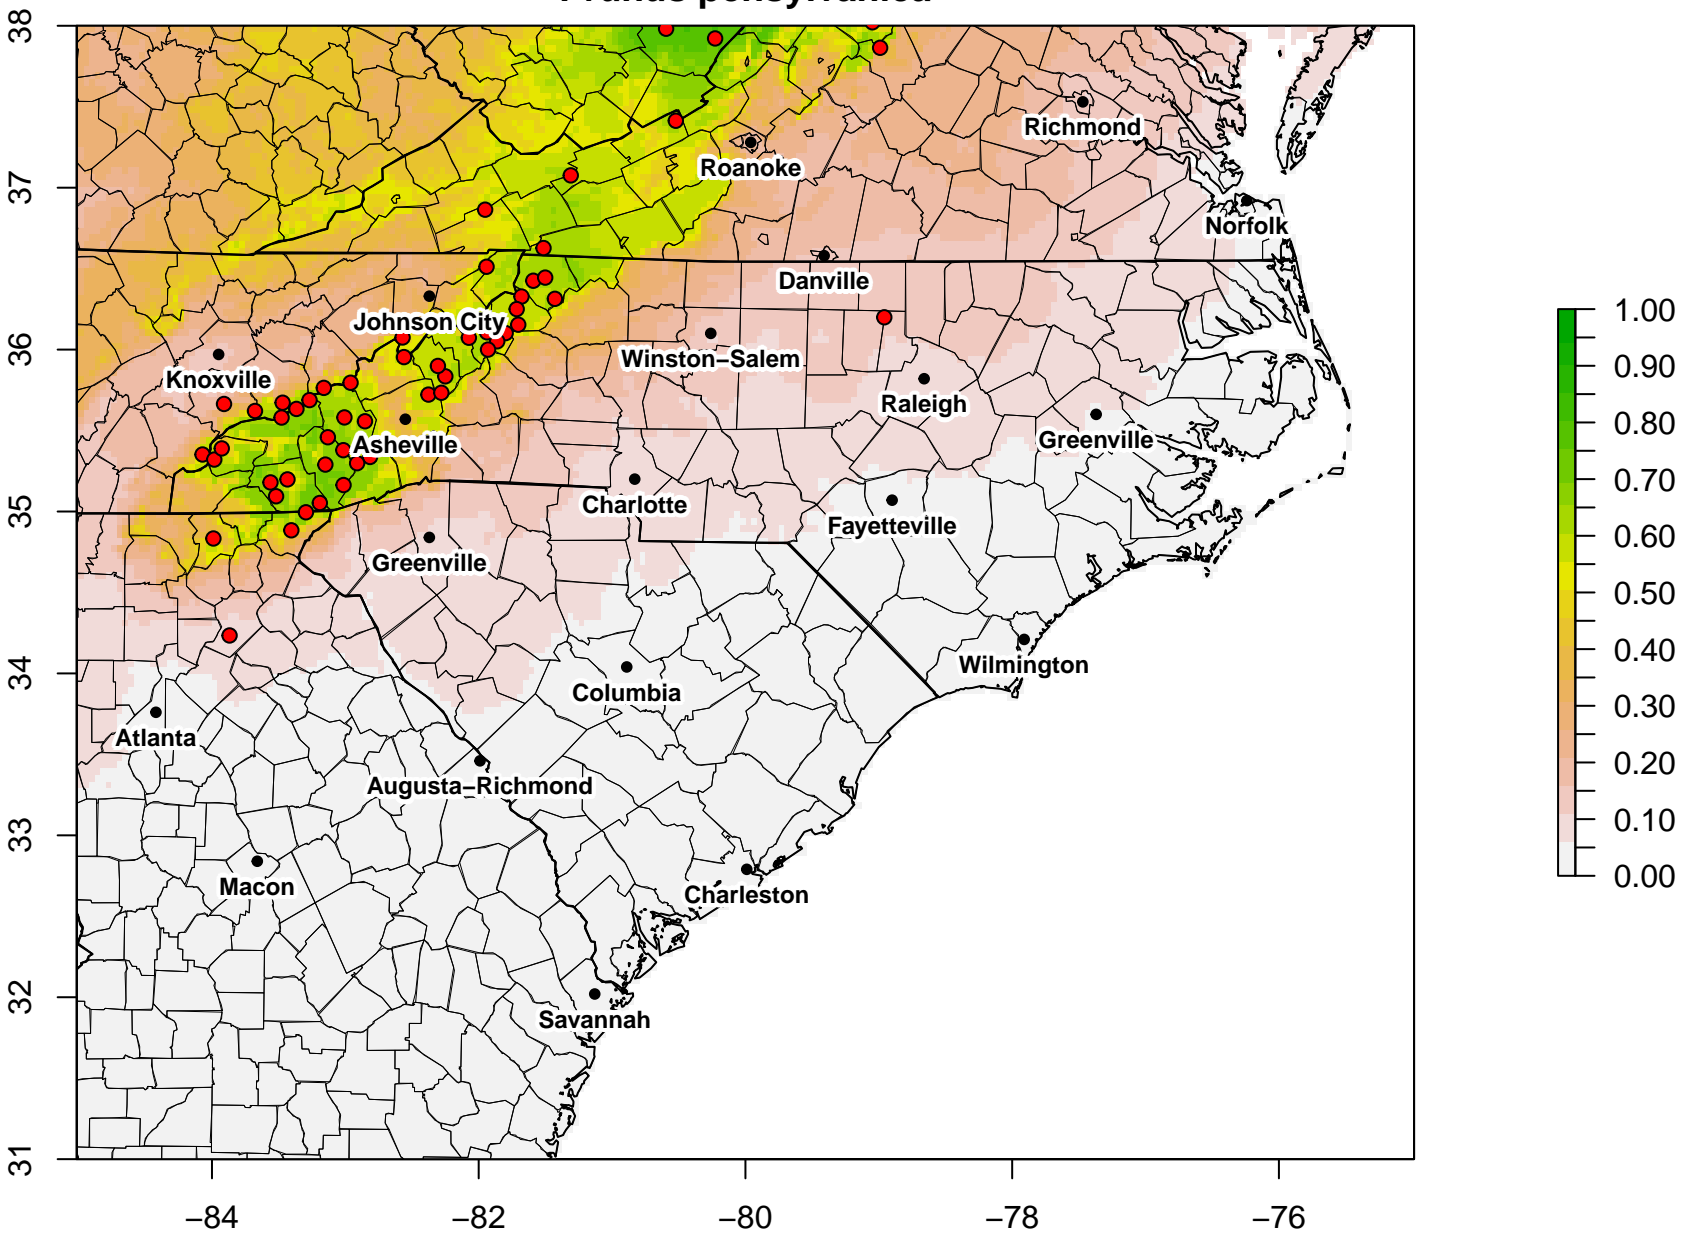 Prunus pensylvanica
38
37
36
35
34
33
32
31
−84
−82
−80
−78
−76
Richmond
Roanoke
Norfolk
Danville
Johnson City
Winston−Salem
Knoxville
Raleigh
Greenville
Asheville
Charlotte
Fayetteville
Greenville
Wilmington
Columbia
Atlanta
Augusta−Richmond
Macon
Charleston
Savannah
1.00
0.90
0.80
0.70
0.60
0.50
0.40
0.30
0.20
0.10
0.00